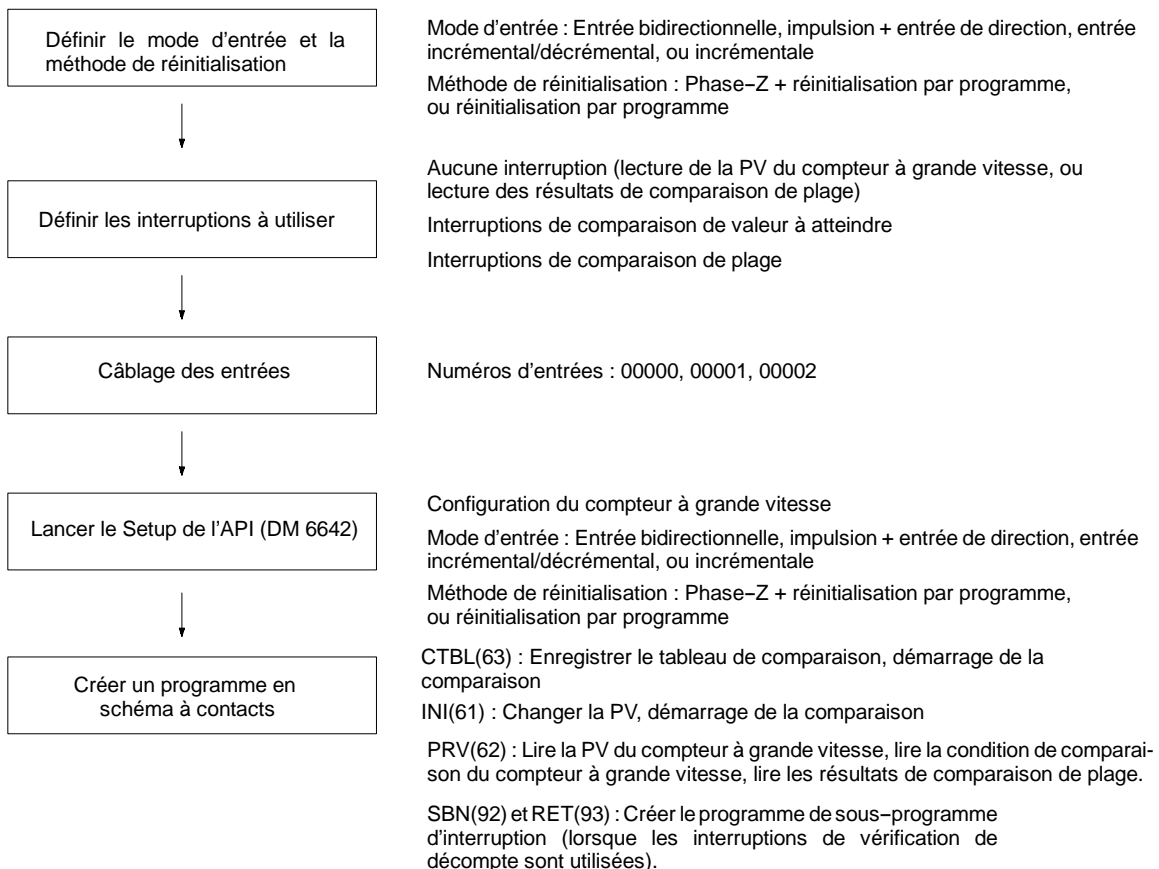 Définir le mode d'entrée et la
méthode de réinitialisation
Mode d'entrée : Entrée bidirectionnelle, impulsion + entrée de direction, entrée
incrémental/décrémental, ou incrémentale
Méthode de réinitialisation : Phase-Z + réinitialisation par programme,
ou réinitialisation par programme
Définir les interruptions à utiliser
Aucune interruption (lecture de la PV du compteur à grande vitesse, ou
lecture des résultats de comparaison de plage)
Interruptions de comparaison de valeur à atteindre
Interruptions de comparaison de plage
Câblage des entrées
Numéros d'entrées : 00000, 00001, 00002
Lancer le Setup de l'API (DM 6642)
Configuration du compteur à grande vitesse
Mode d'entrée : Entrée bidirectionnelle, impulsion + entrée de direction, entrée
incrémental/décrémental, ou incrémentale
Méthode de réinitialisation : Phase-Z + réinitialisation par programme,
ou réinitialisation par programme
Créer un programme en
schéma à contacts
CTBL(63) : Enregistrer le tableau de comparaison, démarrage de la
comparaison
INI(61) : Changer la PV, démarrage de la comparaison
PRV(62) : Lire la PV du compteur à grande vitesse, lire la condition de comparai-
son du compteur à grande vitesse, lire les résultats de comparaison de plage.
SBN(92) et RET(93) : Créer le programme de sous-programme
d'interruption (lorsque les interruptions de vérification de
décompte sont utilisées).